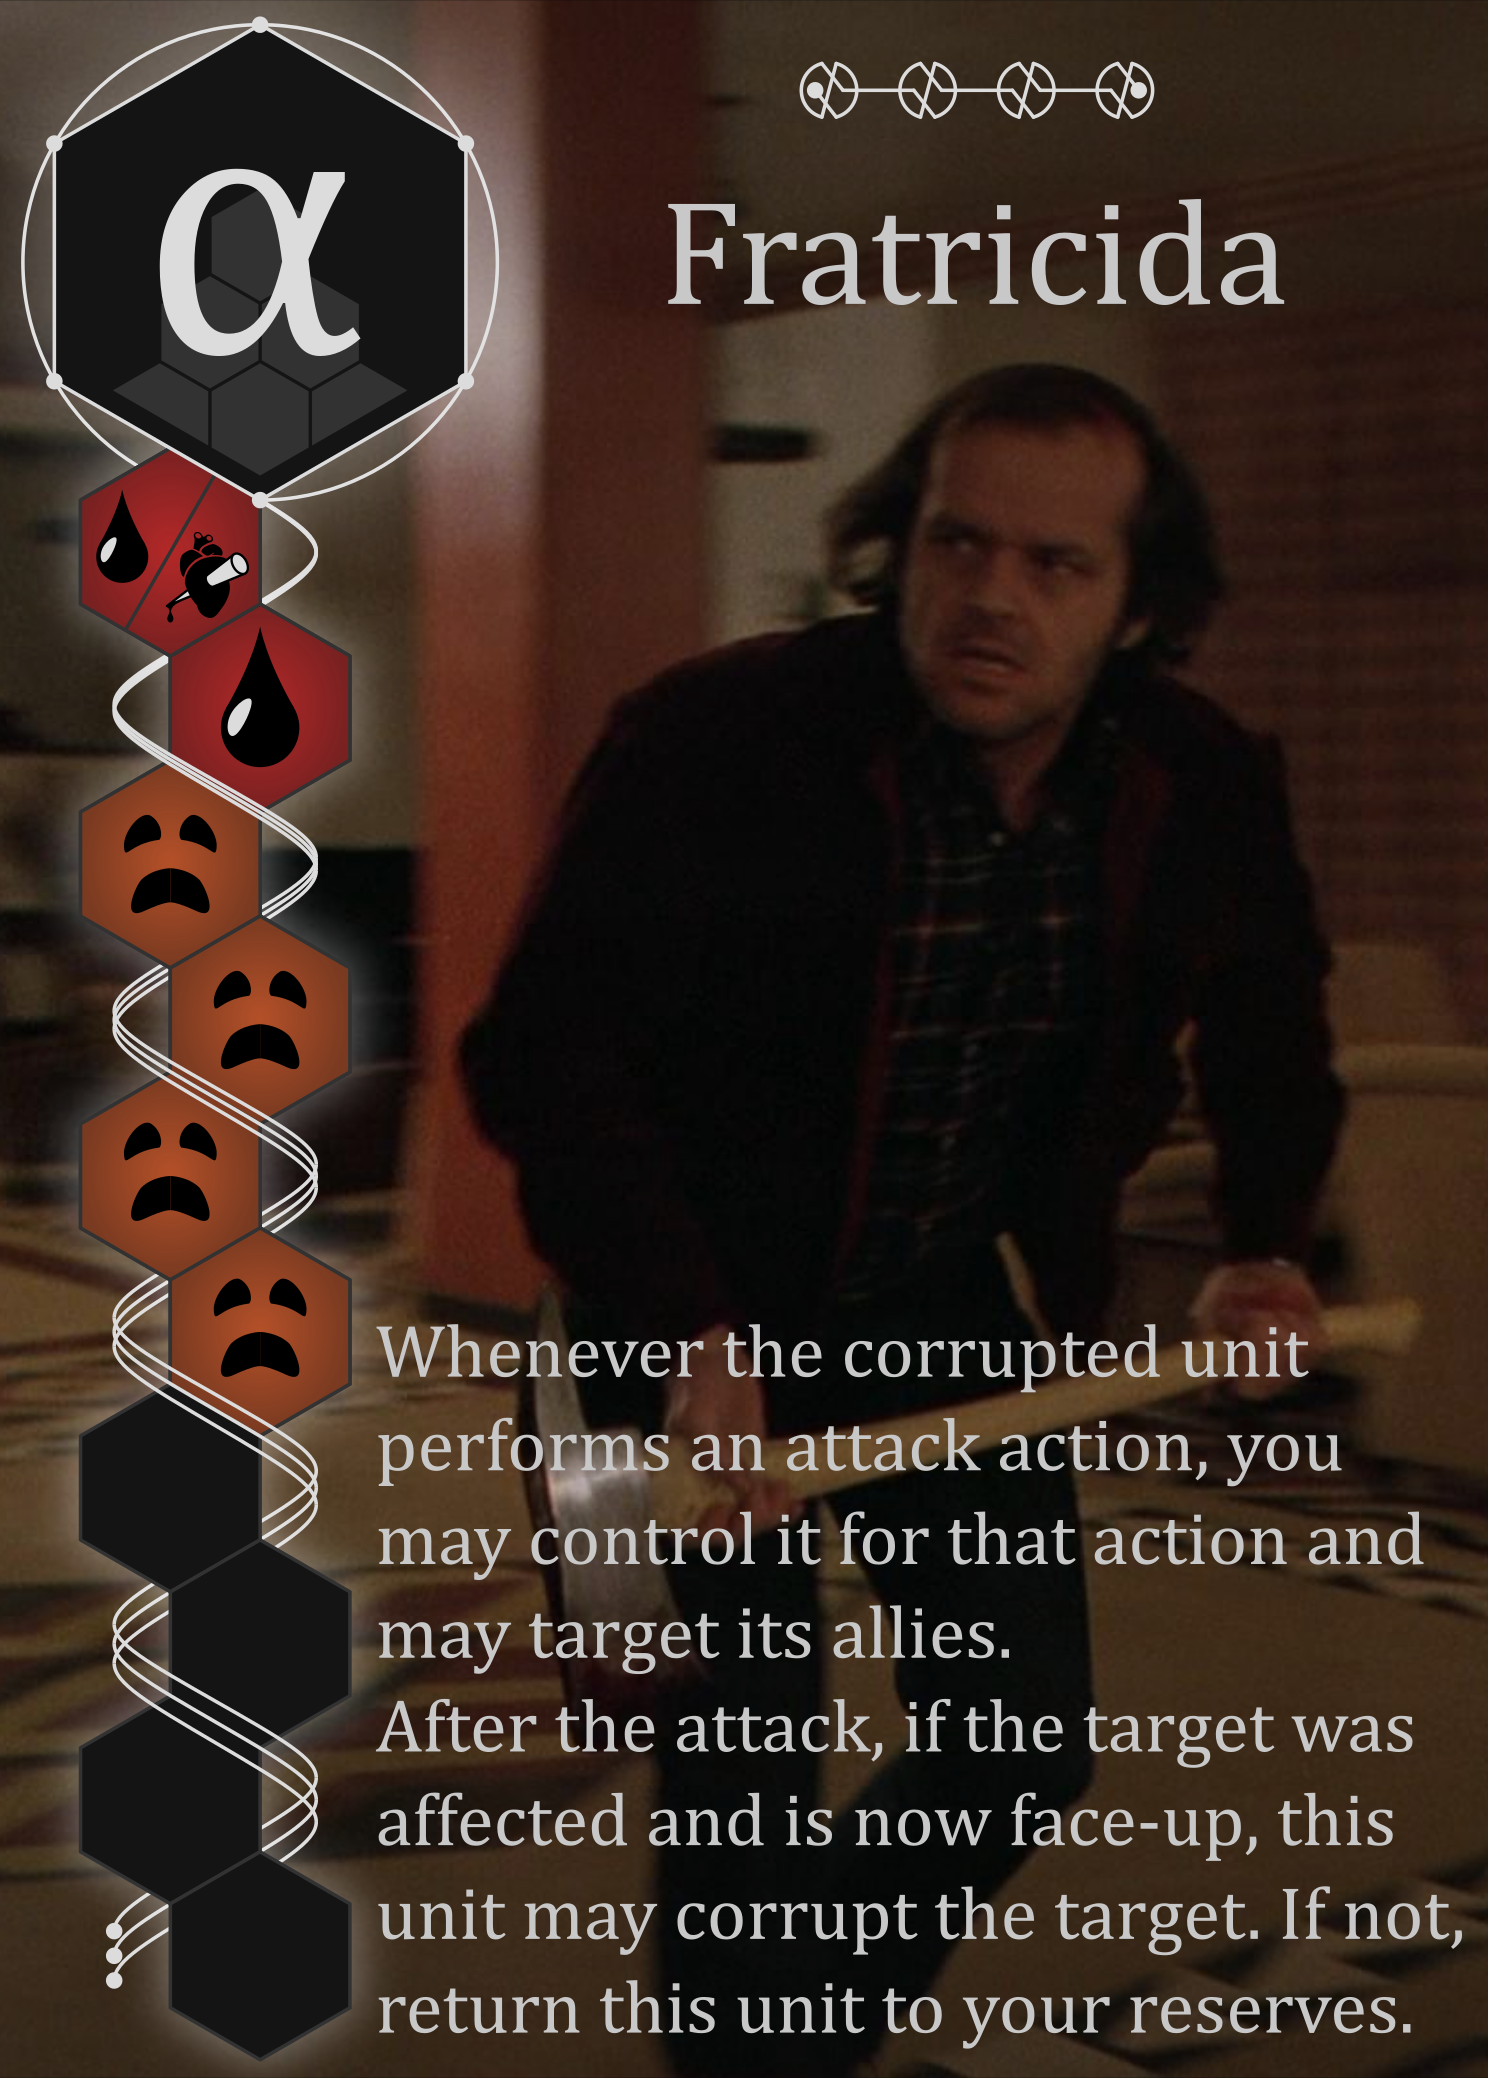 α
Fratricida
Whenever the corrupted unit
performs an attack action, you
may control it for that action and
may target its allies.
After the attack, if the target was
affected and is now face-up, this
unit may corrupt the target. If not,
return this unit to your reserves.